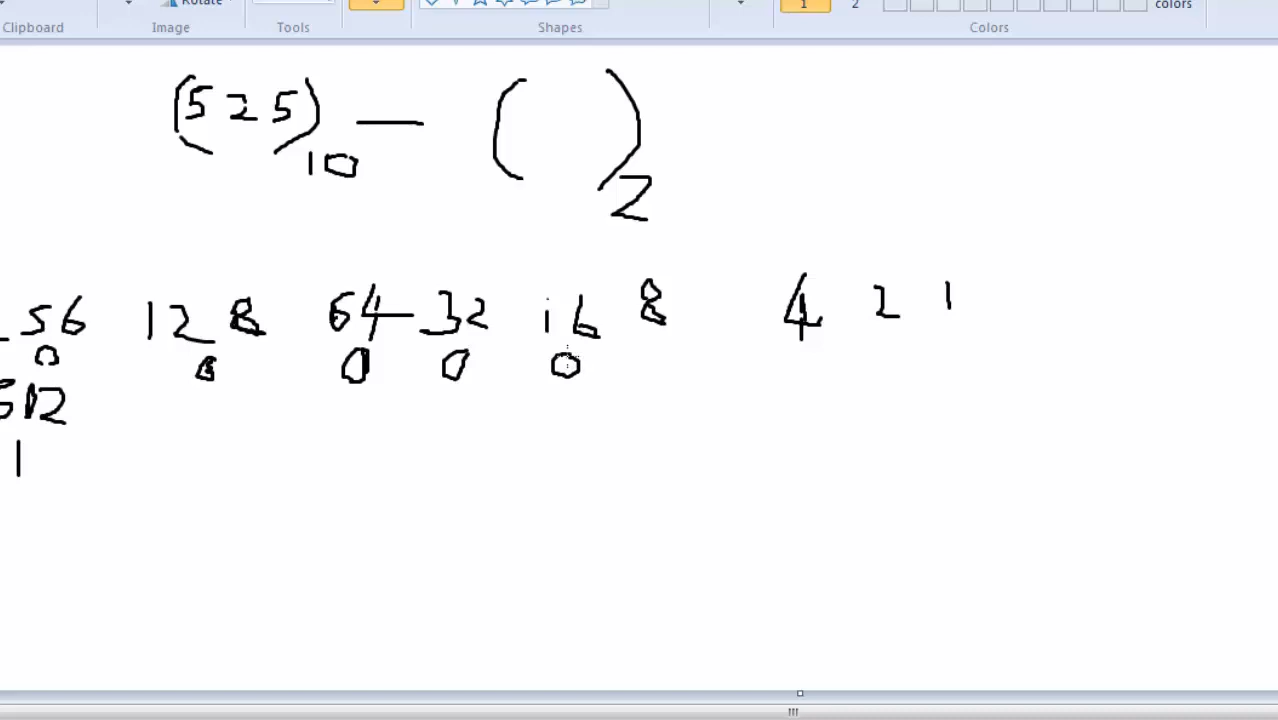 Rotate
Clipboard Image Tools Shapes 1 2 colors Colors
(525)10 — ( )2
56 128 64 32 16 8 4 2 1
0 0 0 0 0
512
1